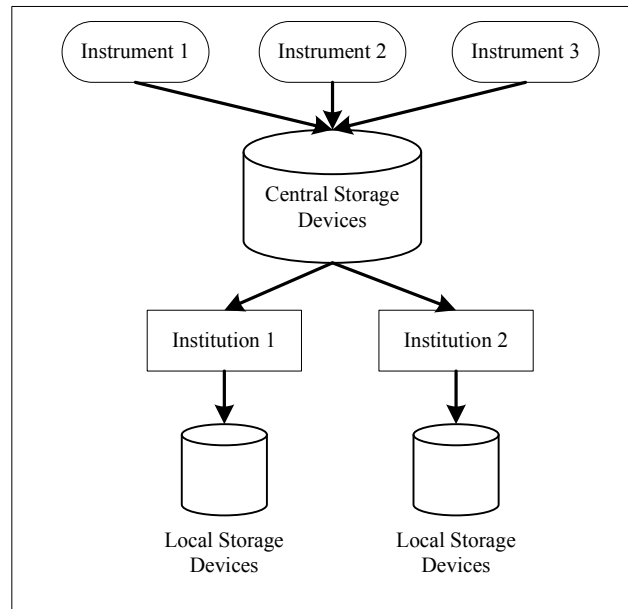 Instrument 1
Instrument 2
Instrument 3
Central Storage
Devices
Institution 1
Institution 2
Local Storage
Devices
Local Storage
Devices